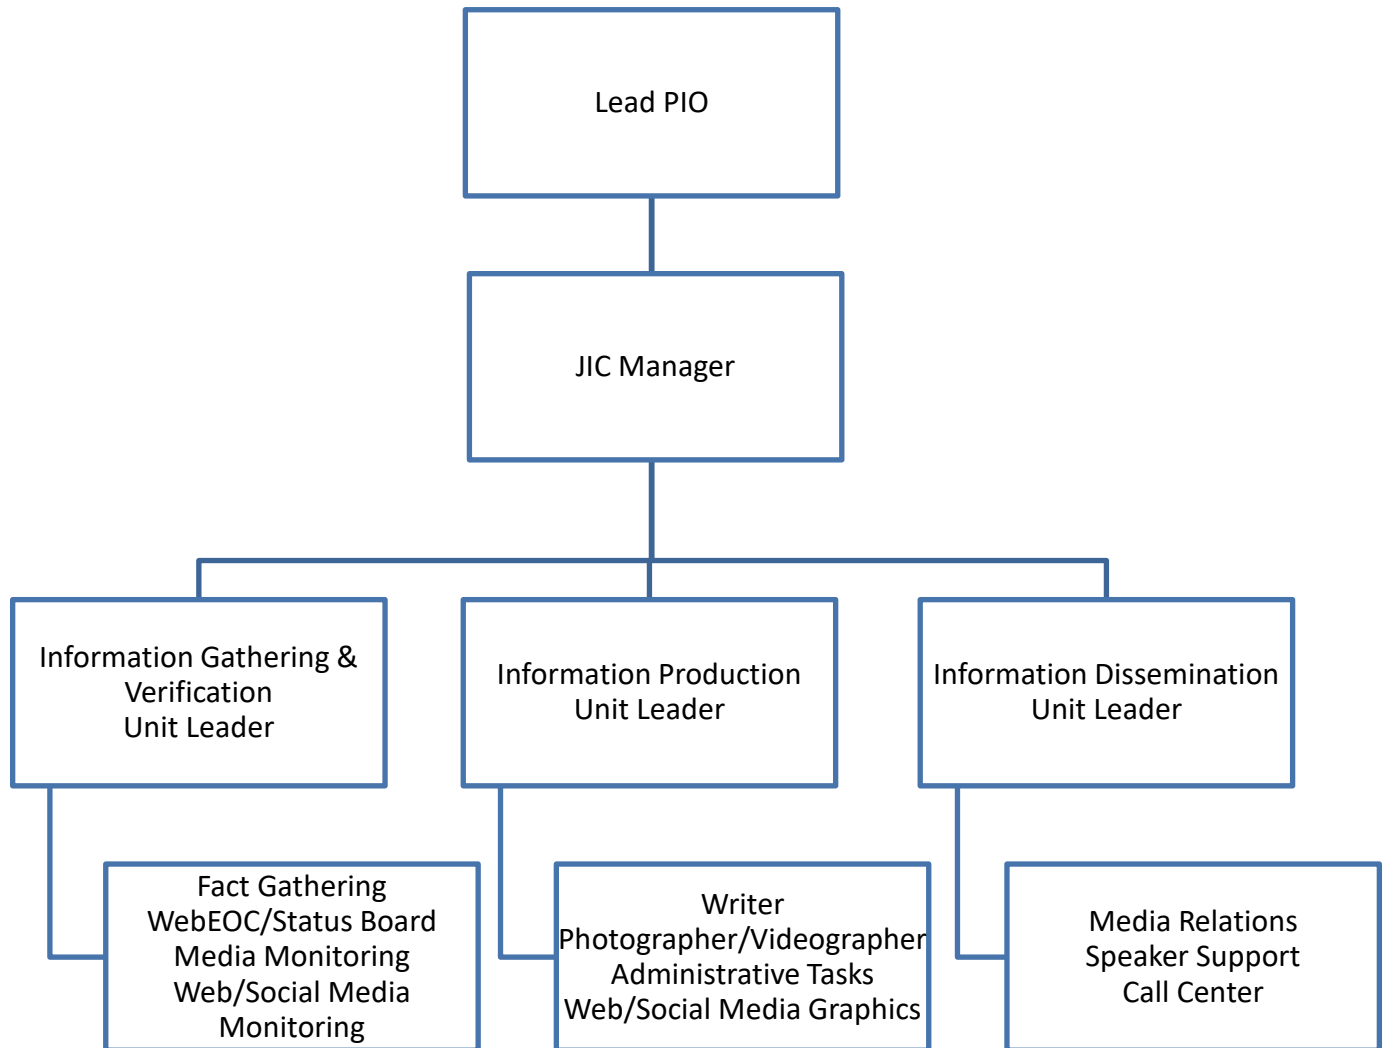 Lead PIO
JIC Manager
Information Gathering &
Verification
Unit Leader
Information Production
Unit Leader
Information Dissemination
Unit Leader
Fact Gathering
WebEOC/Status Board
Media Monitoring
Web/Social Media
Monitoring
Writer
Photographer/Videographer
Administrative Tasks
Web/Social Media Graphics
Media Relations
Speaker Support
Call Center